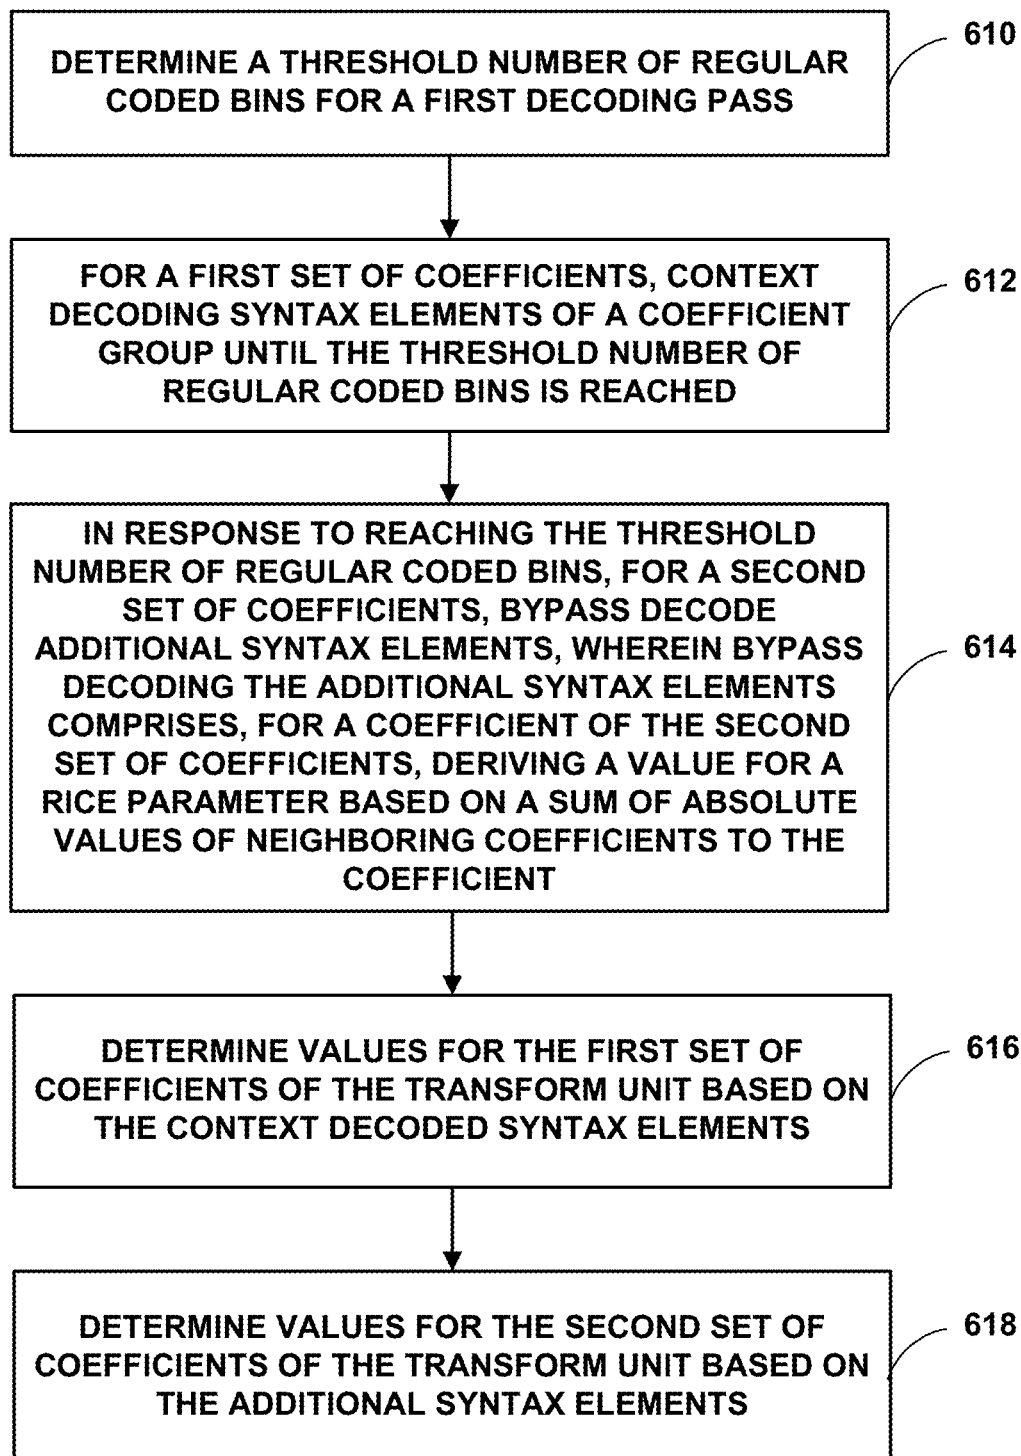 DETERMINE A THRESHOLD NUMBER OF REGULAR
CODED BINS FOR A FIRST DECODING PASS
610
FOR A FIRST SET OF COEFFICIENTS, CONTEXT
DECODING SYNTAX ELEMENTS OF A COEFFICIENT
GROUP UNTIL THE THRESHOLD NUMBER OF
REGULAR CODED BINS IS REACHED
612
IN RESPONSE TO REACHING THE THRESHOLD
NUMBER OF REGULAR CODED BINS, FOR A SECOND
SET OF COEFFICIENTS, BYPASS DECODE
ADDITIONAL SYNTAX ELEMENTS, WHEREIN BYPASS
DECODING THE ADDITIONAL SYNTAX ELEMENTS
COMPRISES, FOR A COEFFICIENT OF THE SECOND
SET OF COEFFICIENTS, DERIVING A VALUE FOR A
RICE PARAMETER BASED ON A SUM OF ABSOLUTE
VALUES OF NEIGHBORING COEFFICIENTS TO THE
COEFFICIENT
614
DETERMINE VALUES FOR THE FIRST SET OF
COEFFICIENTS OF THE TRANSFORM UNIT BASED ON
THE CONTEXT DECODED SYNTAX ELEMENTS
616
DETERMINE VALUES FOR THE SECOND SET OF
COEFFICIENTS OF THE TRANSFORM UNIT BASED ON
THE ADDITIONAL SYNTAX ELEMENTS
618